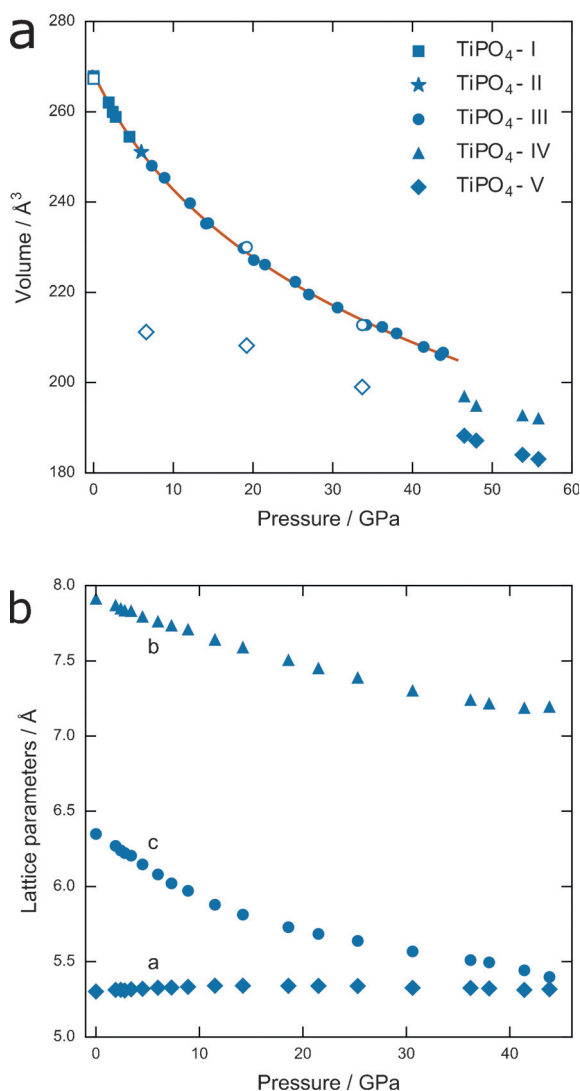 a
280
260
240
220
200
180
Volume / Å³
0 10 20 30 40 50 60
Pressure / GPa
TiPO₄- I
TiPO₄- II
TiPO₄- III
TiPO₄- IV
TiPO₄- V
b
8.0
7.5
7.0
6.5
6.0
5.5
5.0
Lattice parameters / Å
b
c
a
0 10 20 30 40
Pressure / GPa